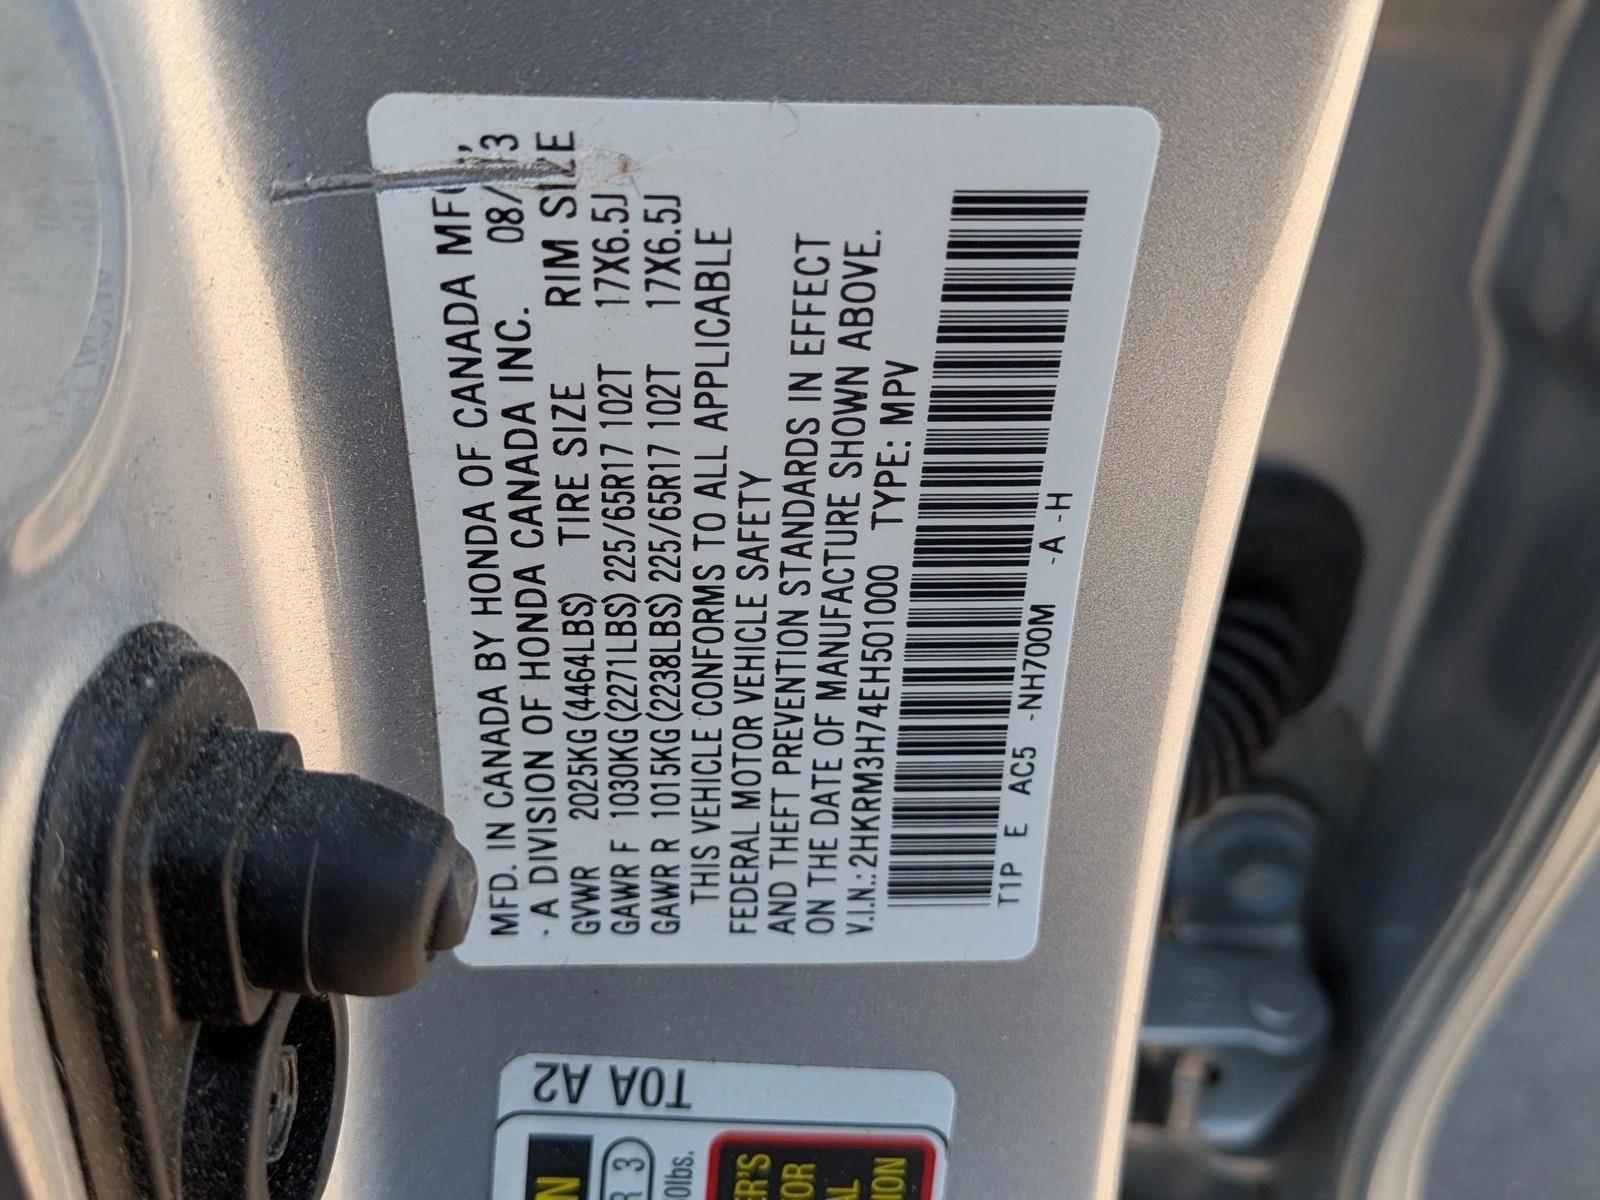 MFD. IN CANADA BY HONDA OF CANADA MFG,
A DIVISION OF HONDA CANADA INC. 08/ 3
GVWR 2025KG(4464LBS) TIRE SIZE RIM SIZE
GAWR F 1030KG(2271LBS) 225/65R17 102T 17X6.5J
GAWR R 1015KG(2238LBS) 225/65R17 102T 17X6.5J
THIS VEHICLE CONFORMS TO ALL APPLICABLE
FEDERAL MOTOR VEHICLE SAFETY
AND THEFT PREVENTION STANDARDS IN EFFECT
ON THE DATE OF MANUFACTURE SHOWN ABOVE.
V.I.N.:2HKRM3H74EH501000 TYPE: MPV
T1P E AC5 -NH700M -A -H
T0A A2